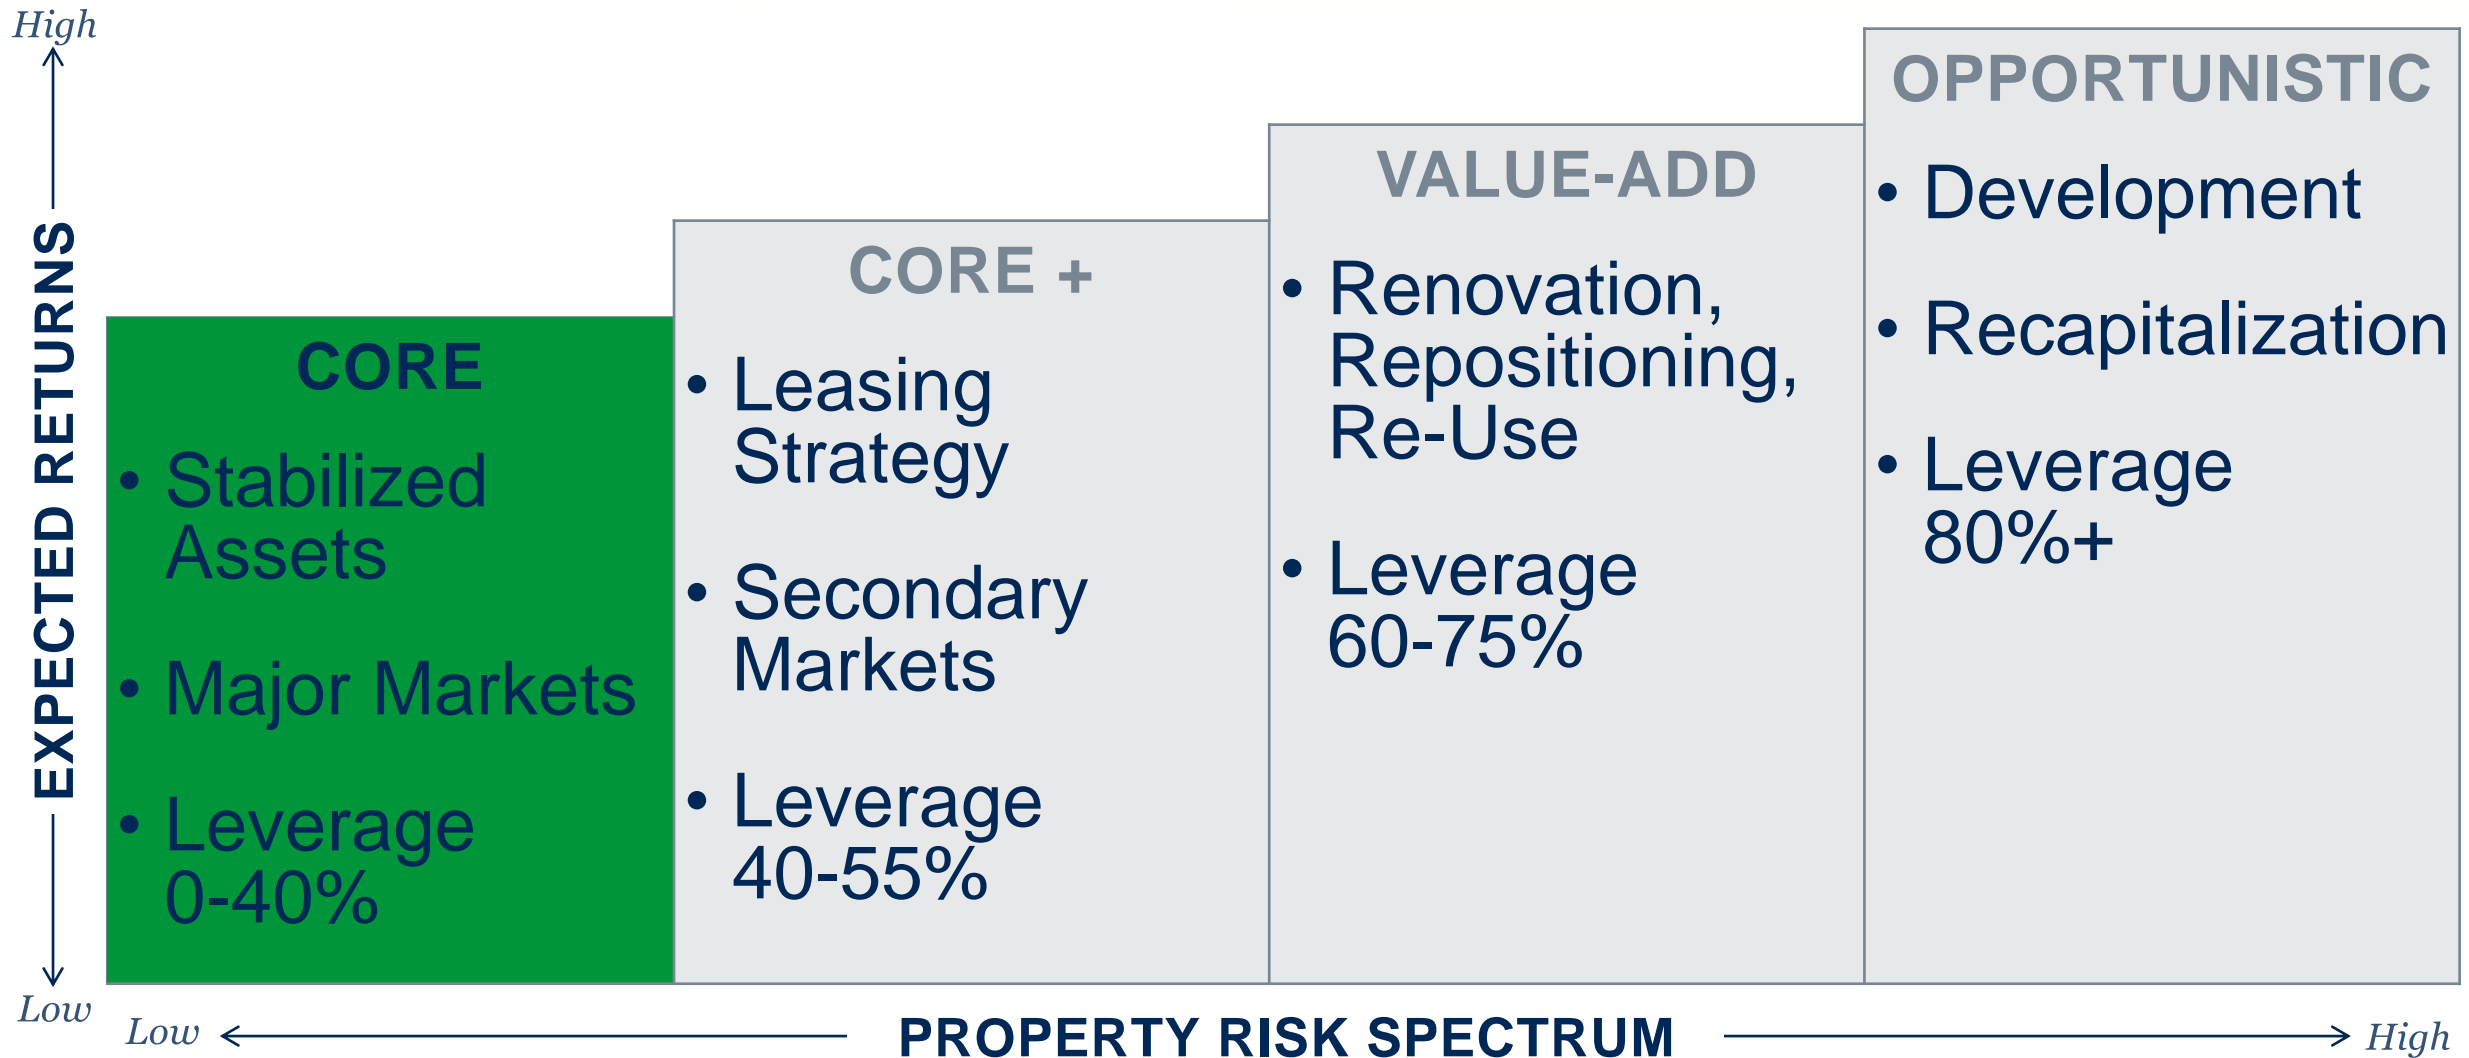 High
EXPECTED RETURNS
Low
CORE
• Stabilized
Assets
• Major Markets
• Leverage
0-40%
CORE +
• Leasing
Strategy
• Secondary
Markets
• Leverage
40-55%
VALUE-ADD
• Renovation,
Repositioning,
Re-Use
• Leverage
60-75%
OPPORTUNISTIC
• Development
• Recapitalization
• Leverage
80%+
Low
PROPERTY RISK SPECTRUM
High